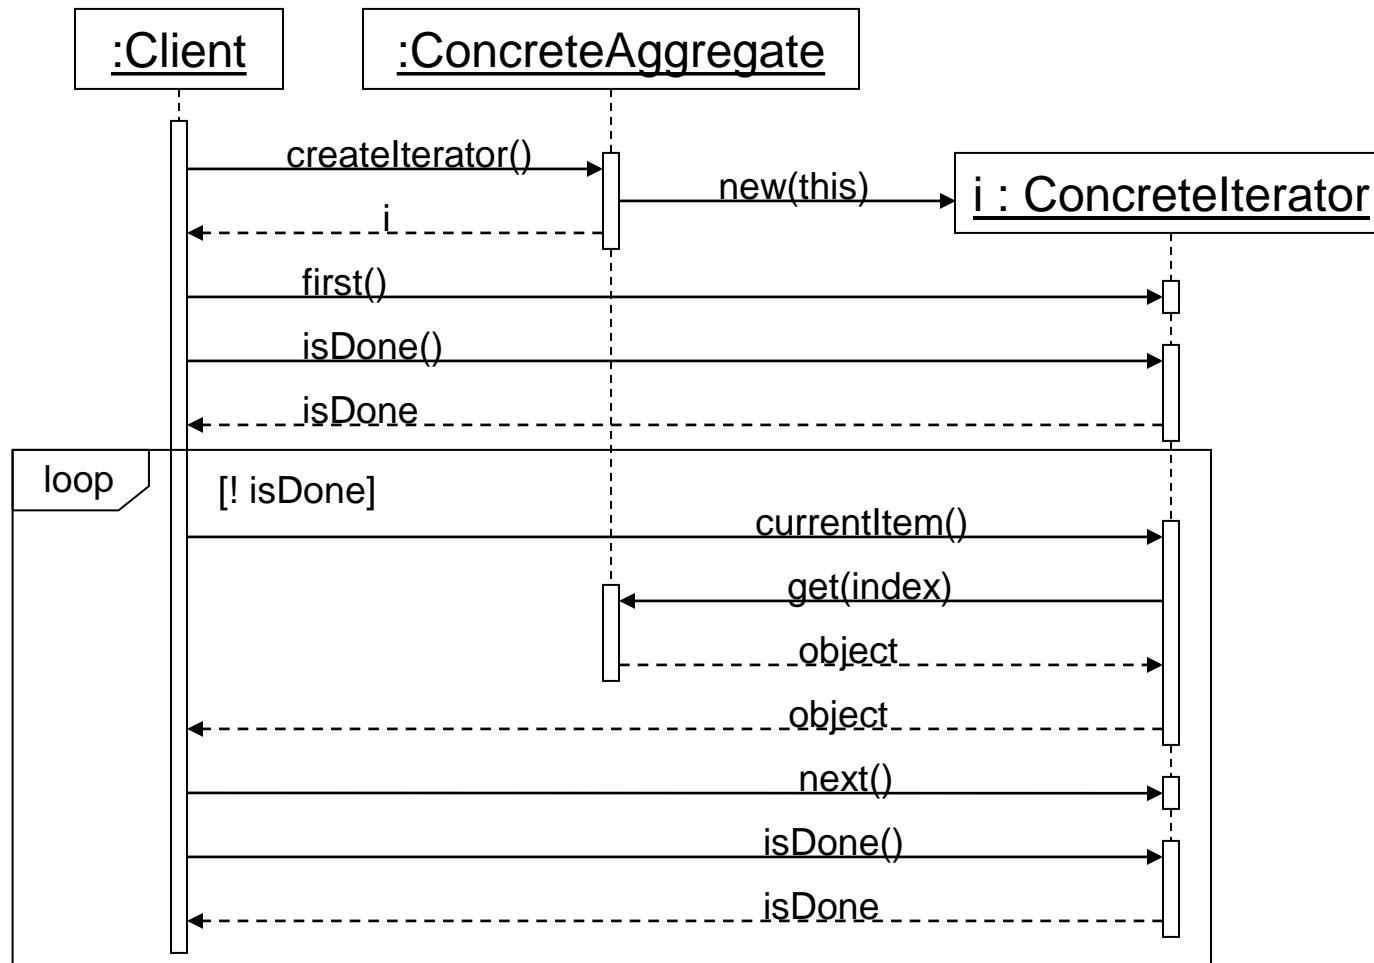 :Client
:ConcreteAggregate
createIterator()
new(this)
i : ConcreteIterator
i
first()
isDone()
isDone
loop
[! isDone]
currentItem()
get(index)
object
object
next()
isDone()
isDone